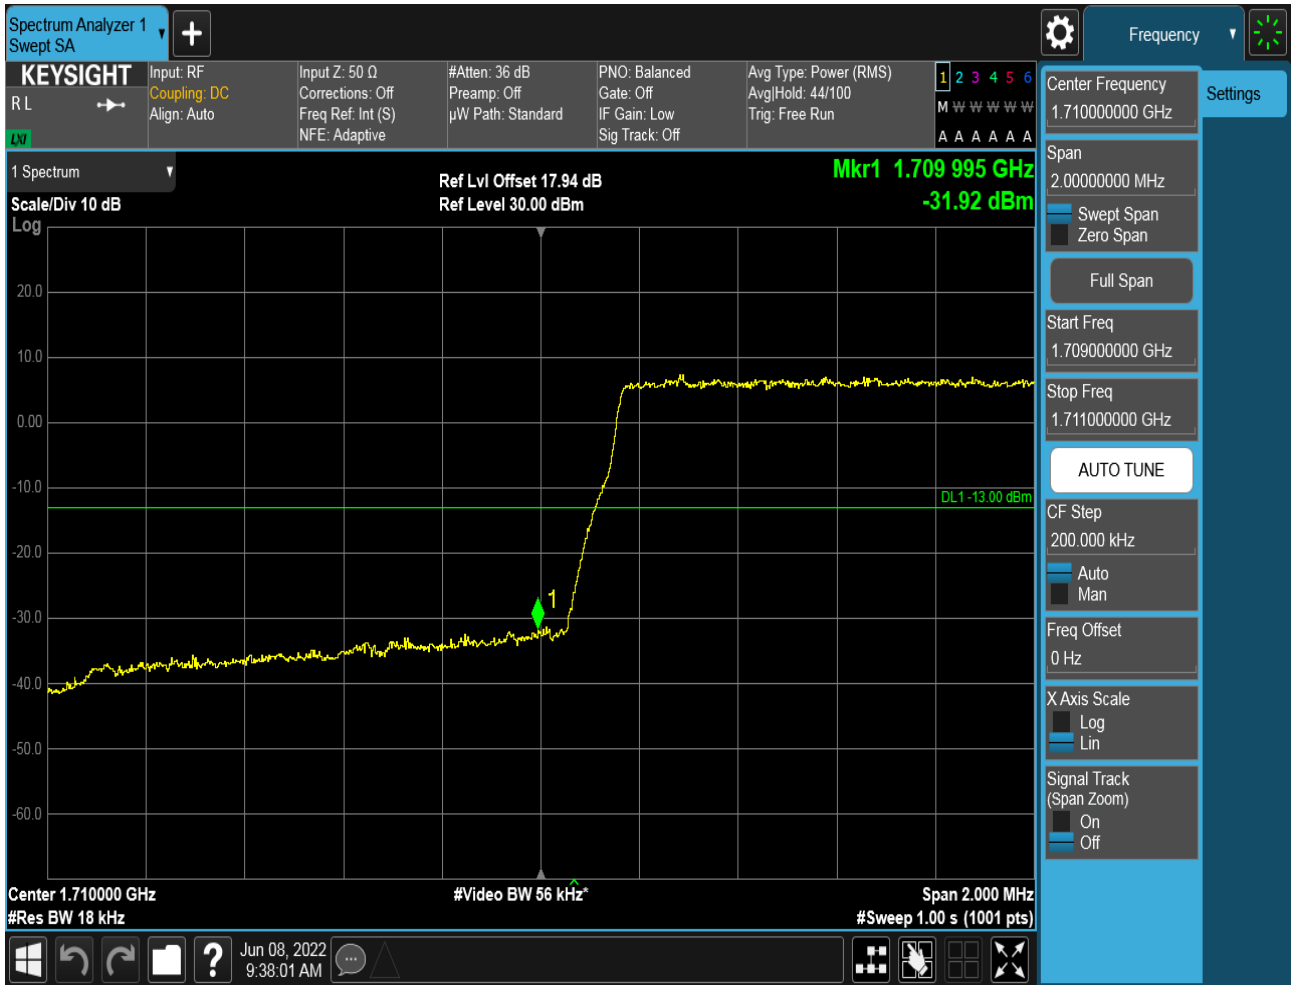 Spectrum Analyzer 1
Swept SA
Frequency
KEYSIGHT
R L
LXI
Input: RF
Coupling: DC
Align: Auto
Input Z: 50 Ω
Corrections: Off
Freq Ref: Int (S)
NFE: Adaptive
#Atten: 36 dB
Preamp: Off
µW Path: Standard
PNO: Balanced
Gate: Off
IF Gain: Low
Sig Track: Off
Avg Type: Power (RMS)
Avg|Hold: 44/100
Trig: Free Run
1 2 3 4 5 6
M W W W W W
A A A A A A
1 Spectrum
Scale/Div 10 dB
Log
Ref Lvl Offset 17.94 dB
Ref Level 30.00 dBm
Mkr1 1.709 995 GHz
-31.92 dBm
20.0
10.0
0.00
-10.0
-20.0
-30.0
-40.0
-50.0
-60.0
DL1 -13.00 dBm
1
Center 1.710000 GHz
#Res BW 18 kHz
#Video BW 56 kHz*
Span 2.000 MHz
#Sweep 1.00 s (1001 pts)
Jun 08, 2022
9:38:01 AM
?
Center Frequency
1.710000000 GHz
Settings
Span
2.00000000 MHz
Swept Span
Zero Span
Full Span
Start Freq
1.709000000 GHz
Stop Freq
1.711000000 GHz
AUTO TUNE
CF Step
200.000 kHz
Auto
Man
Freq Offset
0 Hz
X Axis Scale
Log
Lin
Signal Track
(Span Zoom)
On
Off